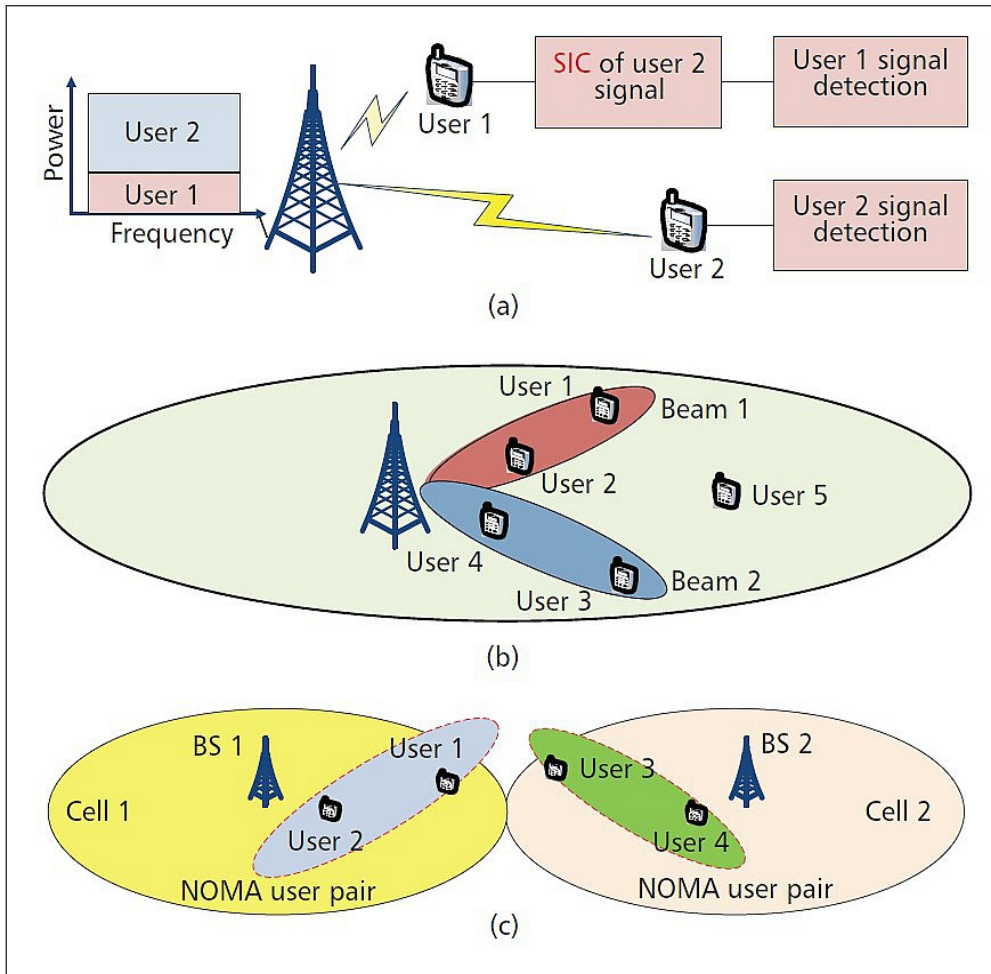 Power
User 2
User 1
Frequency
User 1
SIC of user 2
signal
User 1 signal
detection
User 2
User 2 signal
detection
(a)
User 1
Beam 1
User 2
User 5
User 4
User 3
Beam 2
(b)
BS 1
User 1
Cell 1
User 2
NOMA user pair
User 3
BS 2
User 4
Cell 2
NOMA user pair
(c)